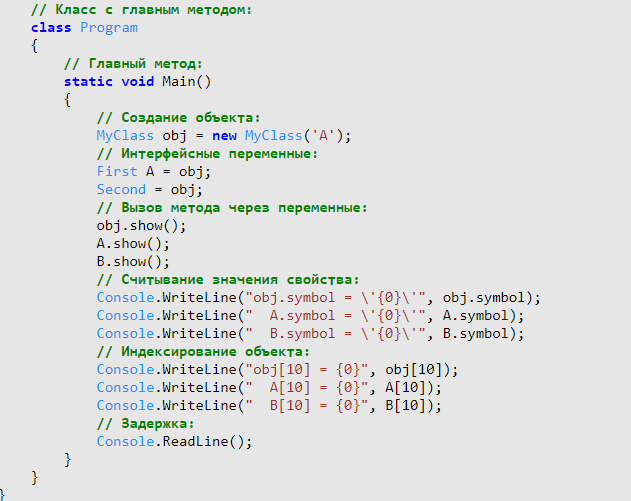 // Класс с главным методом:
class Program
{
// Главный метод:
static void Main()
{
// Создание объекта:
MyClass obj = new MyClass('A');
// Интерфейсные переменные:
First A = obj;
Second = obj;
// Вызов метода через переменные:
obj.show();
A.show();
B.show();
// Считывание значения свойства:
Console.WriteLine("obj.symbol = \'{0}\'", obj.symbol);
Console.WriteLine("  A.symbol = \'{0}\'", A.symbol);
Console.WriteLine("  B.symbol = \'{0}\'", B.symbol);
// Индексирование объекта:
Console.WriteLine("obj[10] = {0}", obj[10]);
Console.WriteLine("  A[10] = {0}", A[10]);
Console.WriteLine("  B[10] = {0}", B[10]);
// Задержка:
Console.ReadLine();
}
}
}